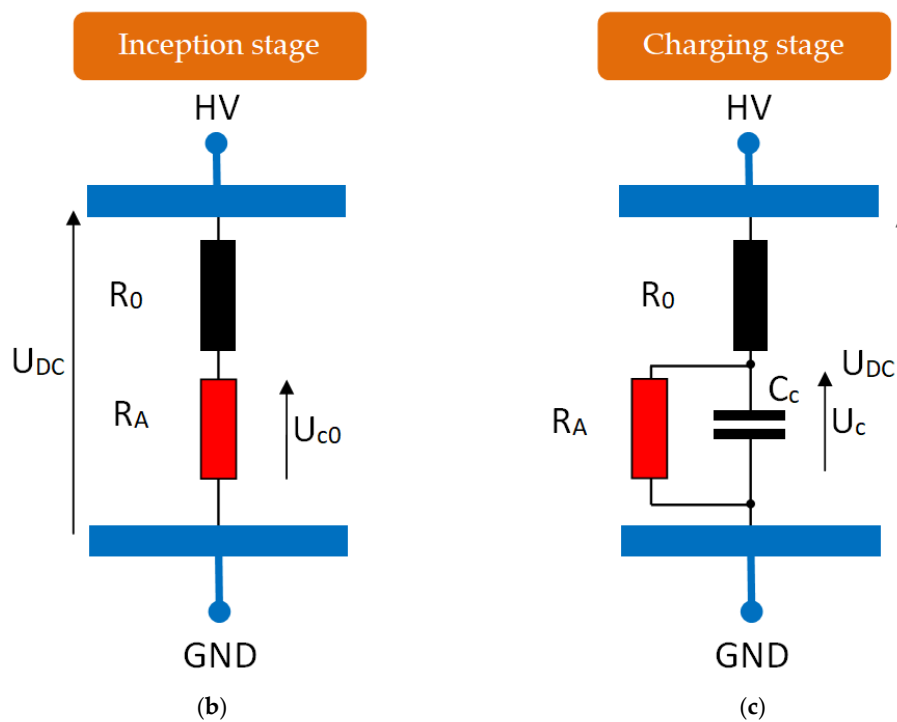 Inception stage
HV
R0
UDC
RA
Uc0
GND
(b)
Charging stage
HV
R0
UDC
Cc
RA
Uc
GND
(c)